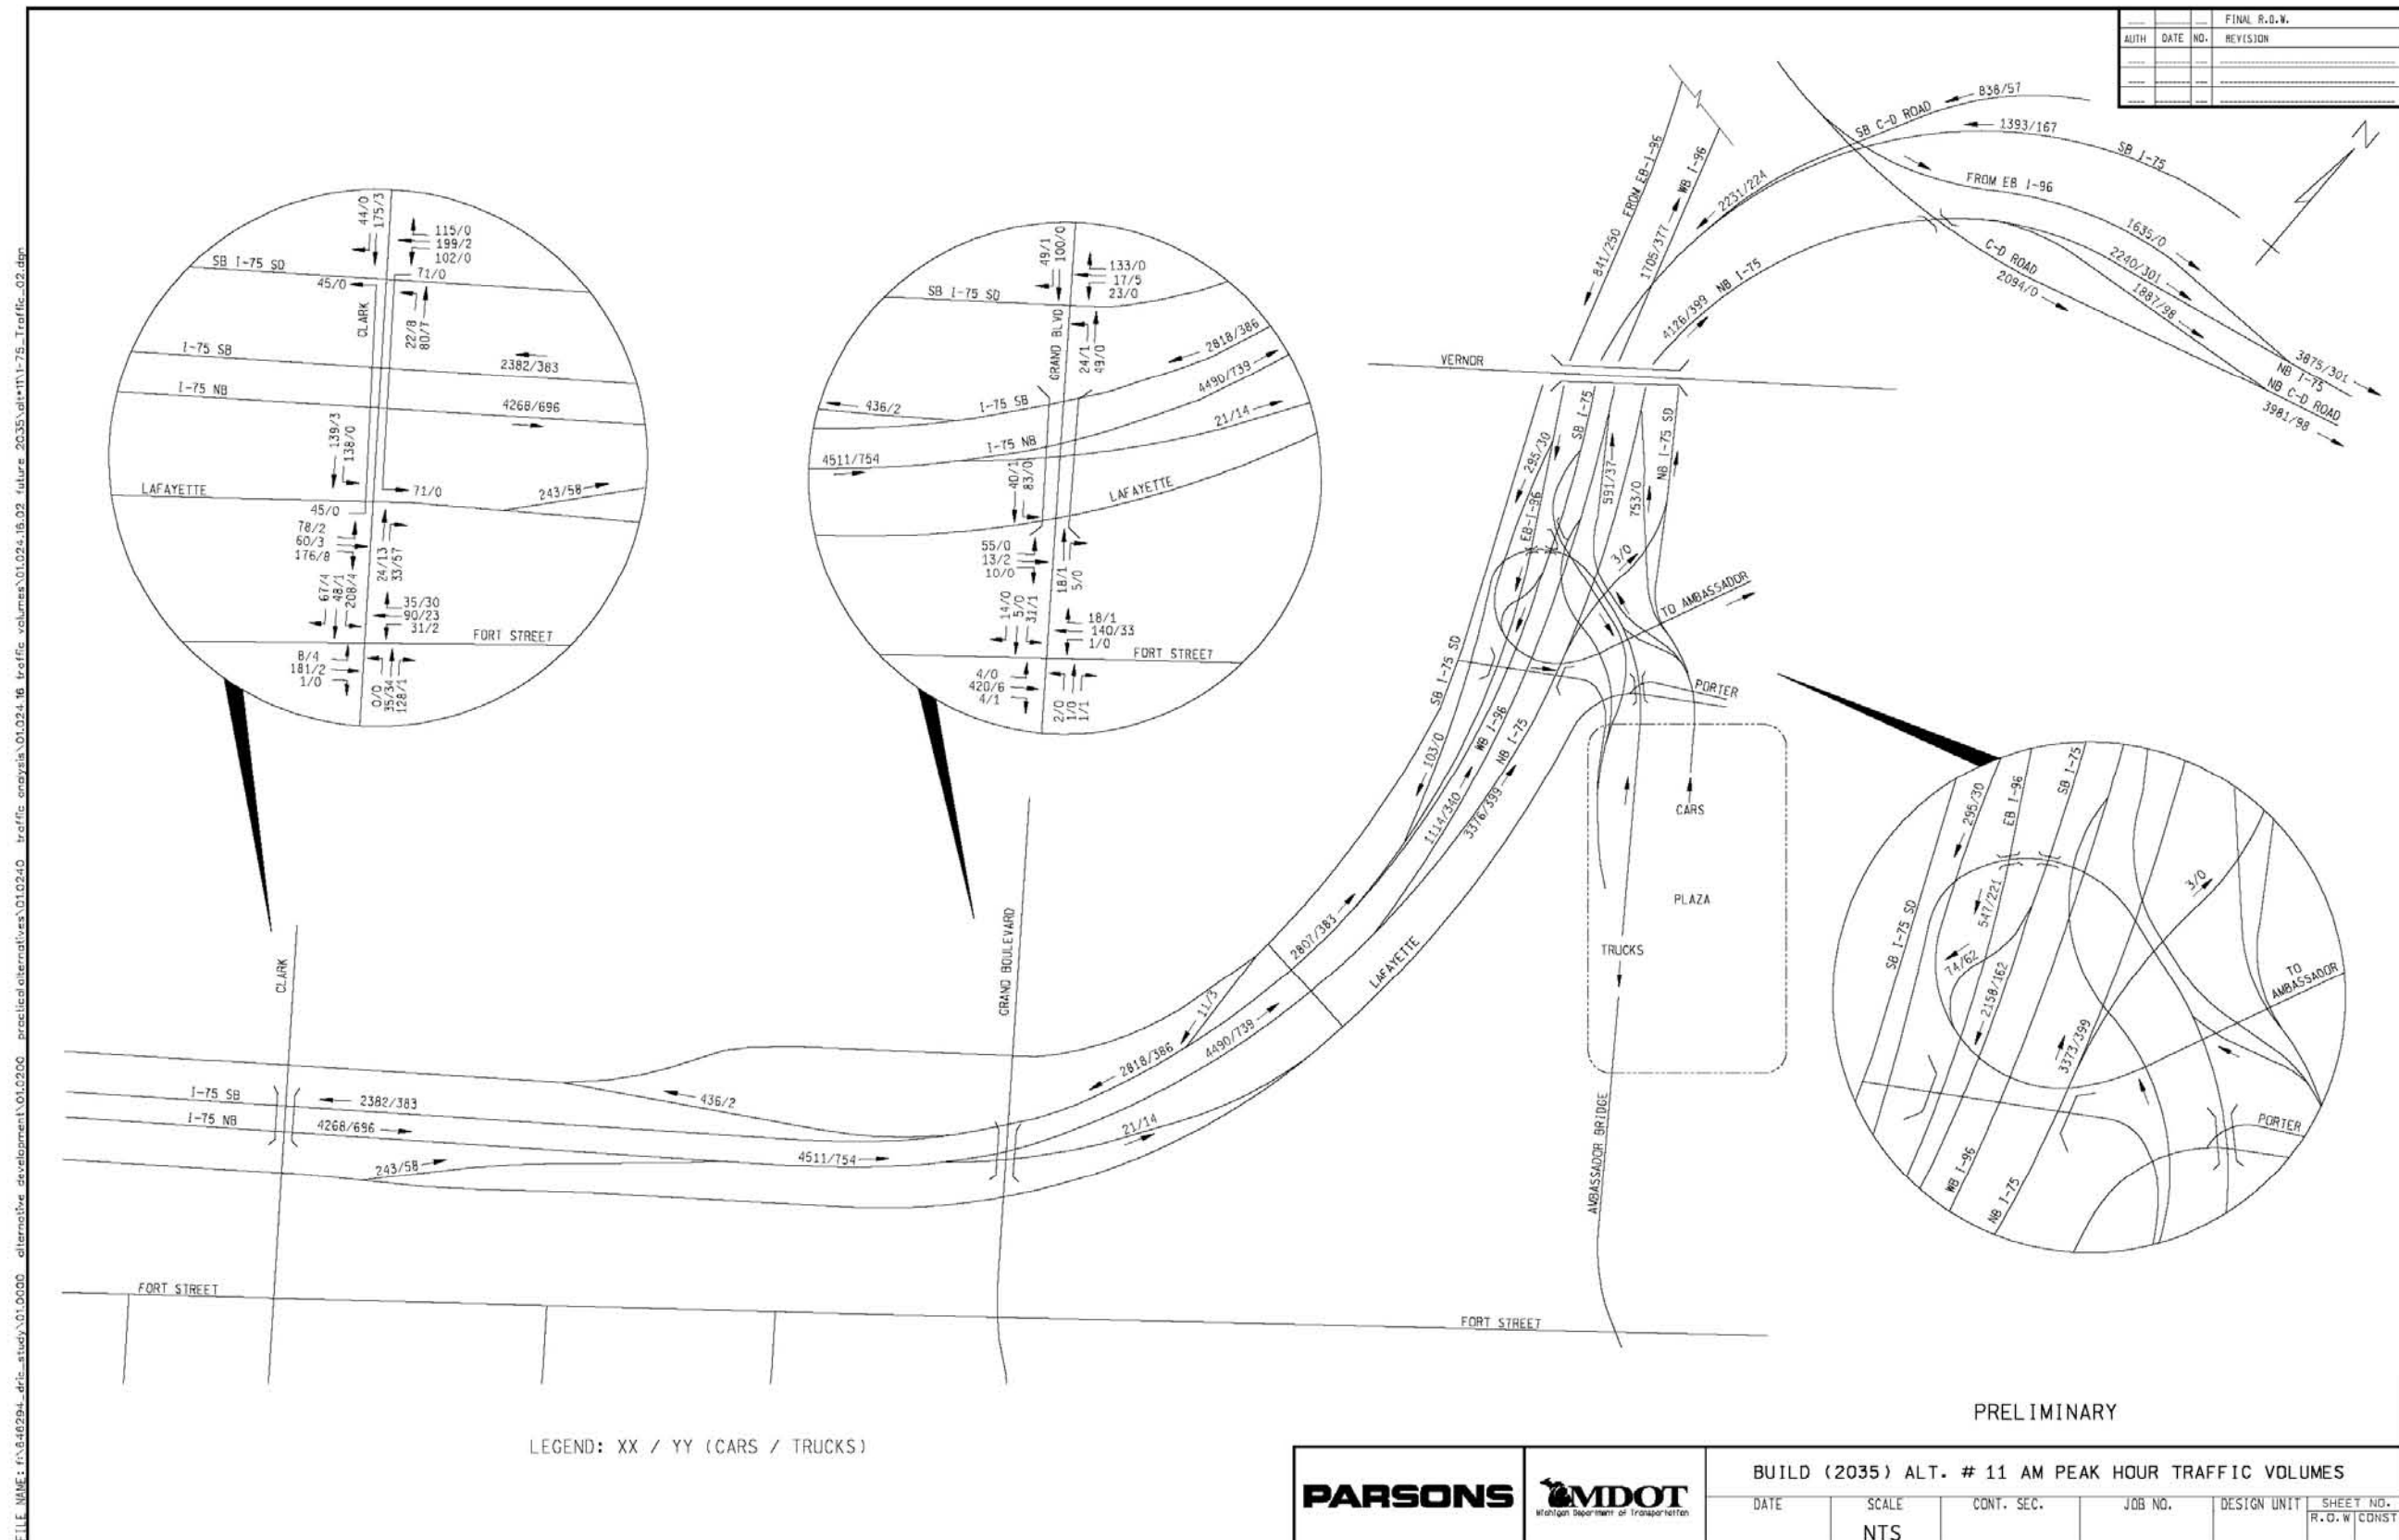 FINAL R.O.W.
AUTH DATE NO. REVISION
838/57
SB C-D ROAD
1393/167
SB I-75
FROM EB I-96
2231/224
FROM EB-I-96
WB I-96
841/250
1705/377
4126/399 NB I-75
1635/0
2240/301
C-D ROAD
2094/0
1887/98
3875/301
NB I-75
NB C-D ROAD
3981/98
VERNOR
44/0
175/3
115/0
199/2
102/0
SB I-75 SD
71/0
45/0
CLARK
22/8
80/7
I-75 SB
2382/383
I-75 NB
4268/696
139/3
138/0
LAFAYETTE
71/0
243/58
45/0
78/2
60/3
176/8
24/13
33/57
67/4
48/1
208/4
35/30
90/23
31/2
FORT STREET
8/4
181/2
1/0
0/0
35/34
128/1
49/1
100/0
133/0
17/5
23/0
SB I-75 SD
GRAND BLVD
24/1
49/0
2818/386
4490/739
436/2
I-75 SB
21/14
I-75 NB
4511/754
40/1
83/0
LAFAYETTE
55/0
13/2
10/0
18/1
5/0
14/0
5/0
31/1
18/1
140/33
1/0
FORT STREET
4/0
420/6
4/1
2/0
1/0
1/1
295/30
SB I-75
EB-I-96
591/37
753/0
NB I-75 SD
3/0
TO AMBASSADOR
SB I-75 SD
PORTER
103/0
WB I-96
NB I-75
1114/340
3376/399
CARS
PLAZA
TRUCKS
AMBASSADOR BRIDGE
2807/383
LAFAYETTE
11/3
2818/386
4490/739
CLARK
GRAND BOULEVARD
I-75 SB
2382/383
436/2
I-75 NB
4268/696
21/14
4511/754
243/58
FORT STREET
FORT STREET
SB I-75
295/30
EB I-96
3/0
547/221
SB I-75 SD
74/62
2158/162
TO
AMBASSADOR
3373/399
PORTER
WB I-96
NB I-75
PRELIMINARY
LEGEND: XX / YY (CARS / TRUCKS)
PARSONS
MDOT
Michigan Department of Transportation
BUILD (2035) ALT. # 11 AM PEAK HOUR TRAFFIC VOLUMES
DATE SCALE CONT. SEC. JOB NO. DESIGN UNIT SHEET NO.
NTS
R.O.W CONST